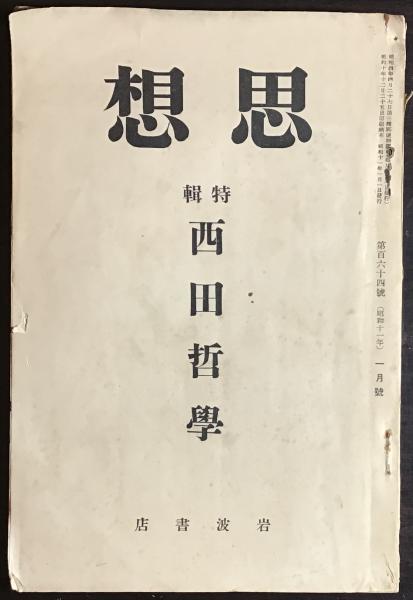 思想
特輯
西田哲學
岩波書店
第百六十四號 (昭和十一年) 一月號